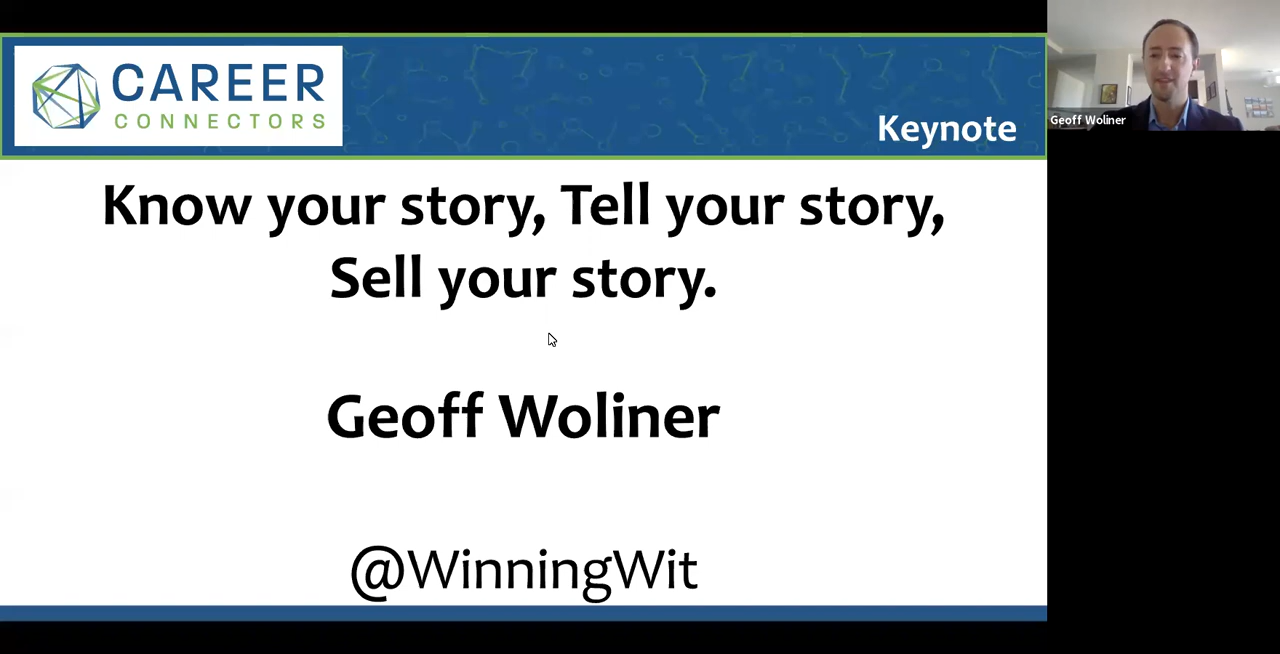 CAREER
CONNECTORS
Keynote
Geoff Woliner
Know your story, Tell your story,
Sell your story.
Geoff Woliner
@WinningWit